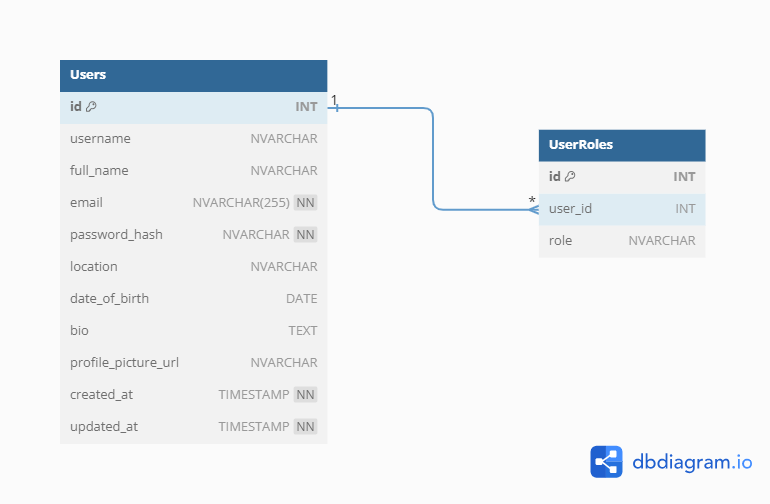 Users
id INT
username NVARCHAR
full_name NVARCHAR
email NVARCHAR(255) NN
password_hash NVARCHAR NN
location NVARCHAR
date_of_birth DATE
bio TEXT
profile_picture_url NVARCHAR
created_at TIMESTAMP NN
updated_at TIMESTAMP NN
1
*
UserRoles
id INT
user_id INT
role NVARCHAR
dbdiagram.io